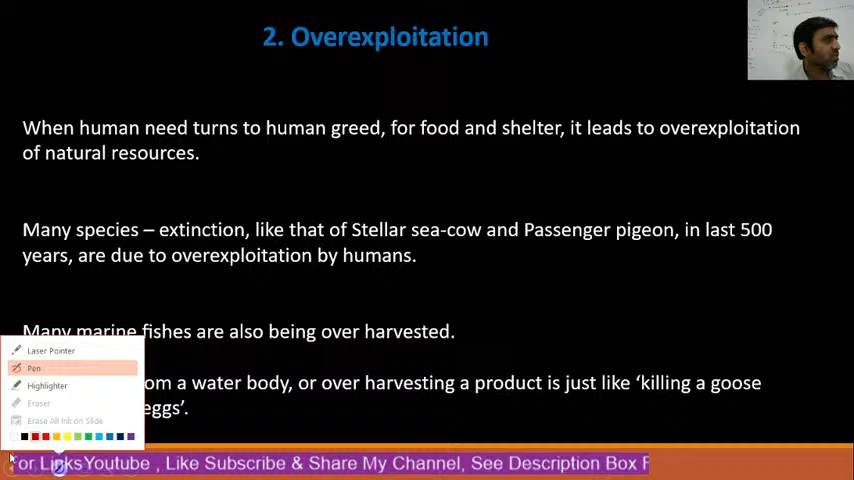 2. Overexploitation
When human need turns to human greed, for food and shelter, it leads to overexploitation
of natural resources.
Many species – extinction, like that of Stellar sea-cow and Passenger pigeon, in last 500
years, are due to overexploitation by humans.
Many marine fishes are also being over harvested.
Laser Pointer
Pen
Highlighter
Eraser
Erase All Ink on Slide
from a water body, or over harvesting a product is just like ‘killing a goose
eggs’.
or LinksYoutube , Like Subscribe & Share My Channel, See Description Box